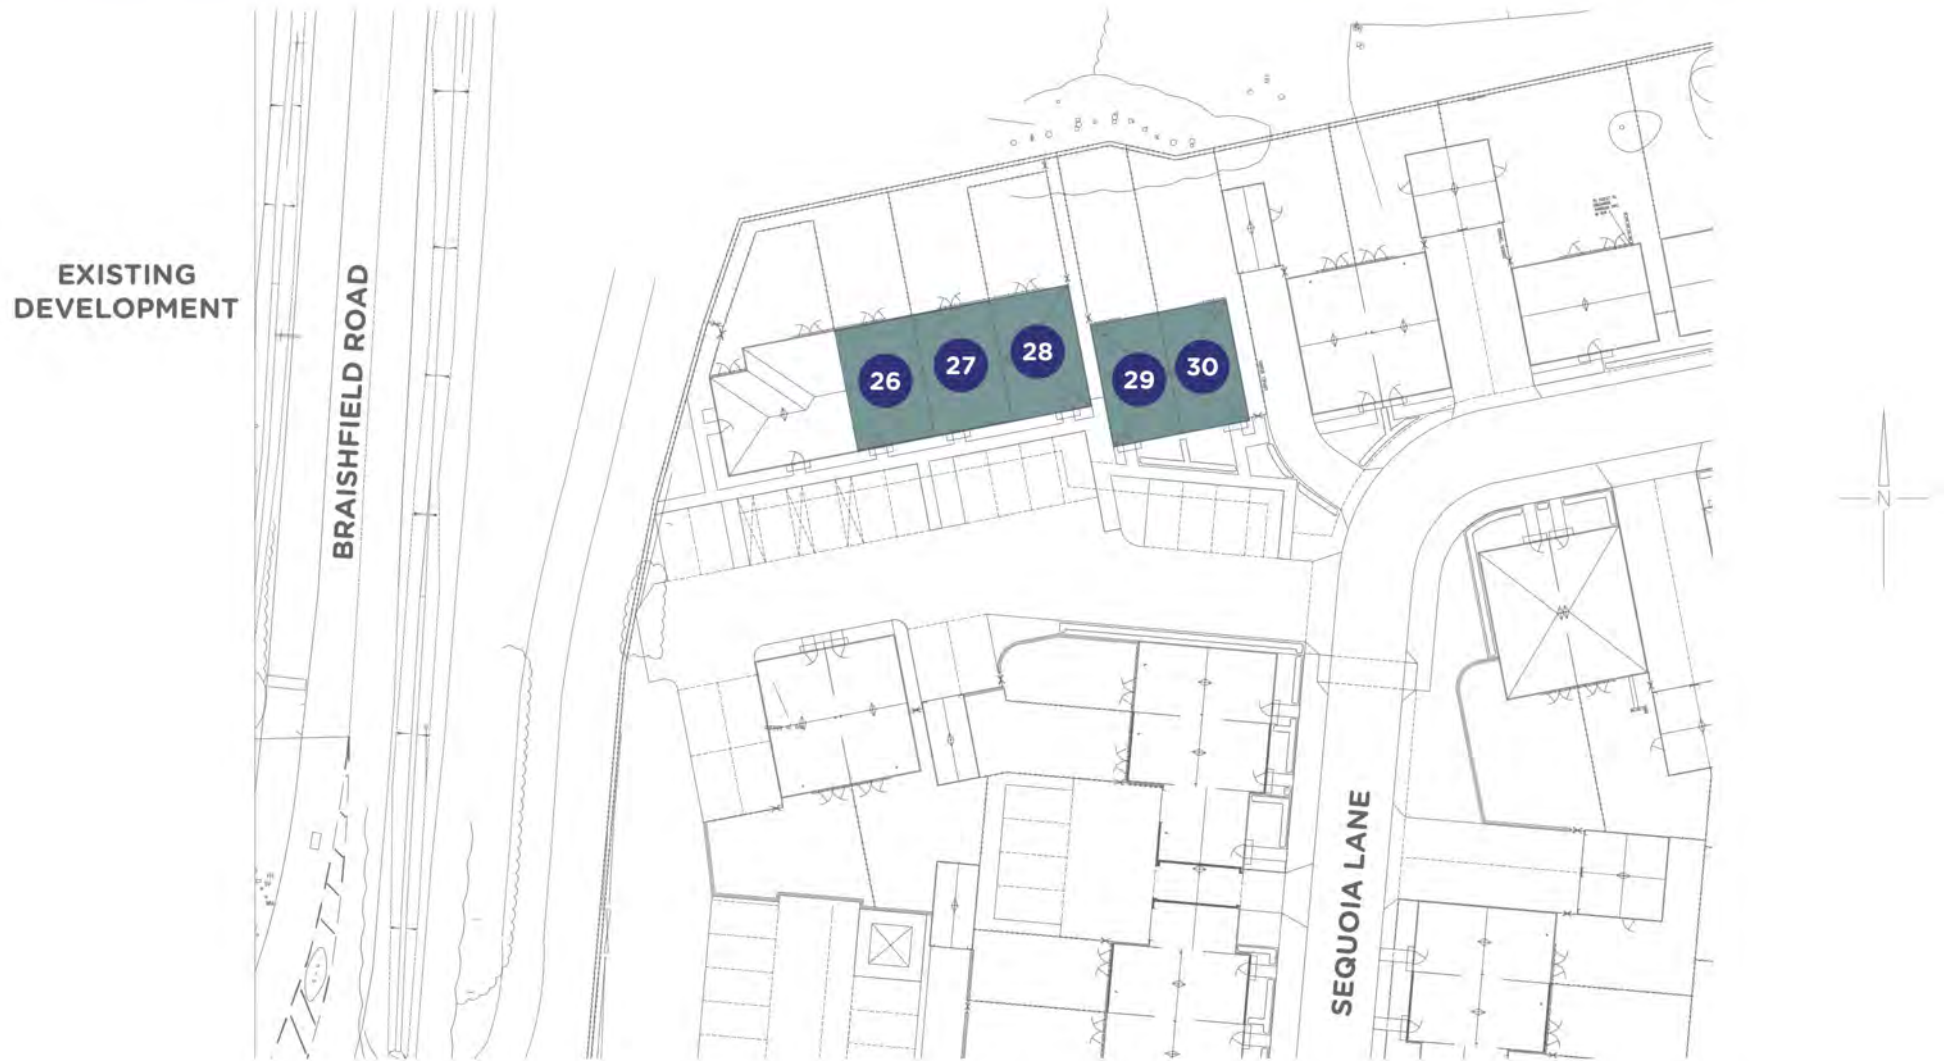 EXISTING
DEVELOPMENT
BRAISHFIELD ROAD
26
27
28
29
30
N
SEQUOIA LANE